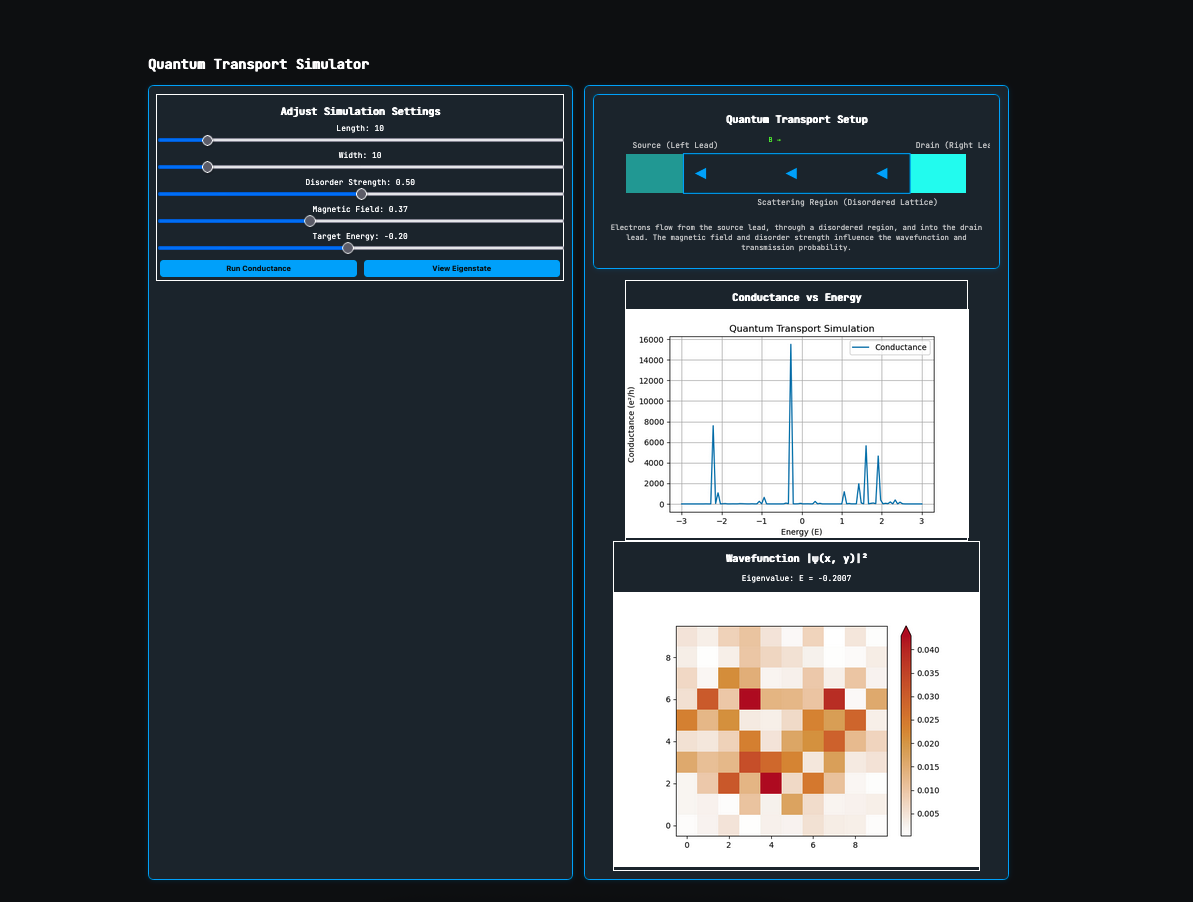 Quantum Transport Simulator
Adjust Simulation Settings
Length: 10
Width: 10
Disorder Strength: 0.50
Magnetic Field: 0.37
Target Energy: -0.20
Run Conductance
View Eigenstate
Quantum Transport Setup
B →
Source (Left Lead)
Drain (Right Lea
Scattering Region (Disordered Lattice)
Electrons flow from the source lead, through a disordered region, and into the drain
lead. The magnetic field and disorder strength influence the wavefunction and
transmission probability.
Conductance vs Energy
Quantum Transport Simulation
Conductance
Conductance (e²/h)
16000
14000
12000
10000
8000
6000
4000
2000
0
−3 −2 −1 0 1 2 3
Energy (E)
Wavefunction |ψ(x, y)|²
Eigenvalue: E = -0.2007
8
6
4
2
0
0 2 4 6 8
0.040
0.035
0.030
0.025
0.020
0.015
0.010
0.005